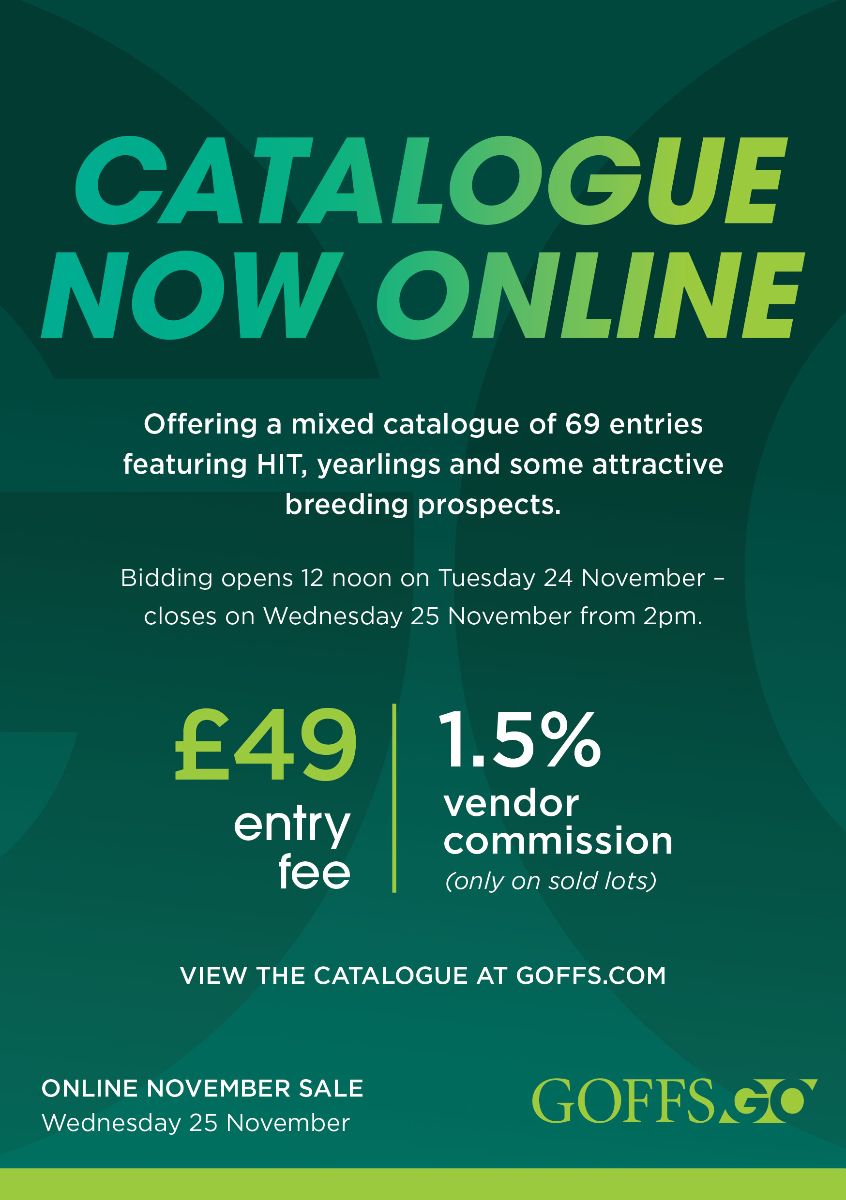 CATALOGUE
NOW ONLINE
Offering a mixed catalogue of 69 entries
featuring HIT, yearlings and some attractive
breeding prospects.
Bidding opens 12 noon on Tuesday 24 November –
closes on Wednesday 25 November from 2pm.
£49
entry
fee
1.5%
vendor
commission
(only on sold lots)
VIEW THE CATALOGUE AT GOFFS.COM
ONLINE NOVEMBER SALE
Wednesday 25 November
GOFFS.GO